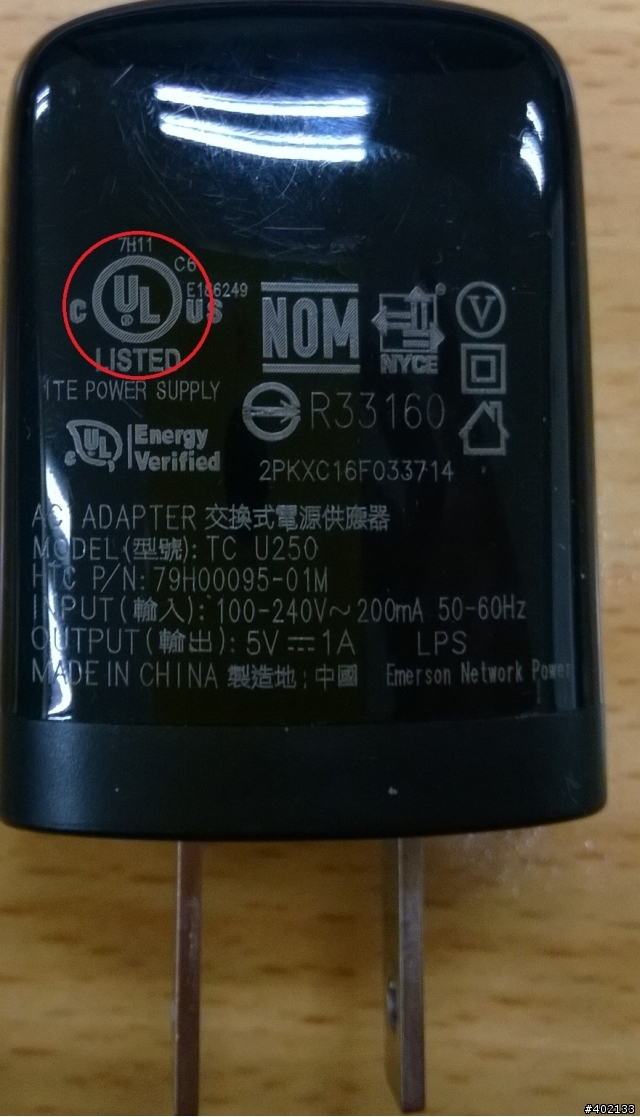 7H11
C6
E186249
C UL ® US
LISTED
NOM
NYCE
V
1TE POWER SUPPLY
R33160
c UL Energy
Verified
2PKXC16F033714
AC ADAPTER 交換式電源供應器
MODEL(型號): TC U250
HTC P/N: 79H00095-01M
INPUT(輸入): 100-240V~200mA 50-60Hz
OUTPUT(輸出): 5V⎓1A LPS
MADE IN CHINA 製造地:中國 Emerson Network Power
#402133